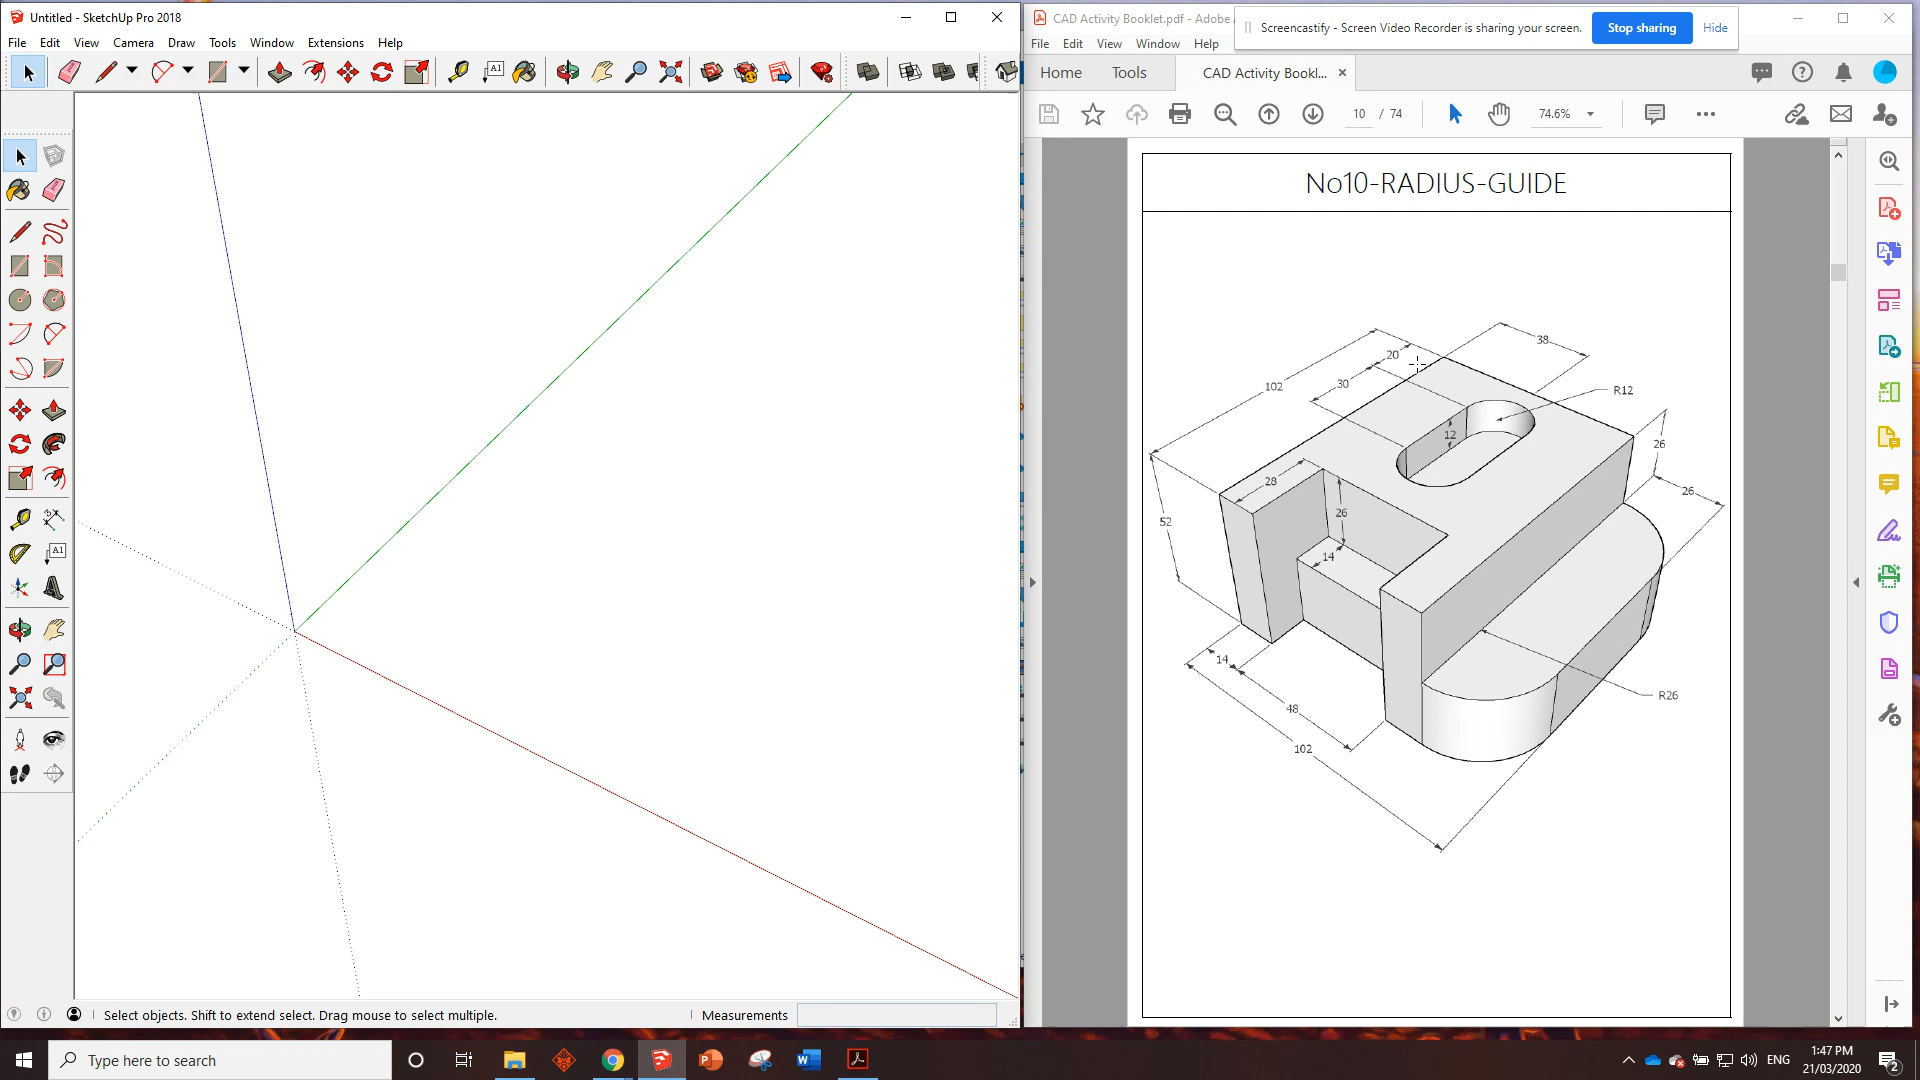 Untitled - SketchUp Pro 2018
File Edit View Camera Draw Tools Window Extensions Help
A1
A1
Select objects. Shift to extend select. Drag mouse to select multiple.
Measurements
CAD Activity Booklet.pdf - Adobe
Screencastify - Screen Video Recorder is sharing your screen.
Stop sharing
Hide
File Edit View Window Help
Home
Tools
CAD Activity Bookl...
10 / 74
74.6%
No10-RADIUS-GUIDE
38
20
30
102
R12
12
26
28
26
26
52
14
14
R26
48
102
Type here to search
ENG
1:47 PM
21/03/2020
2